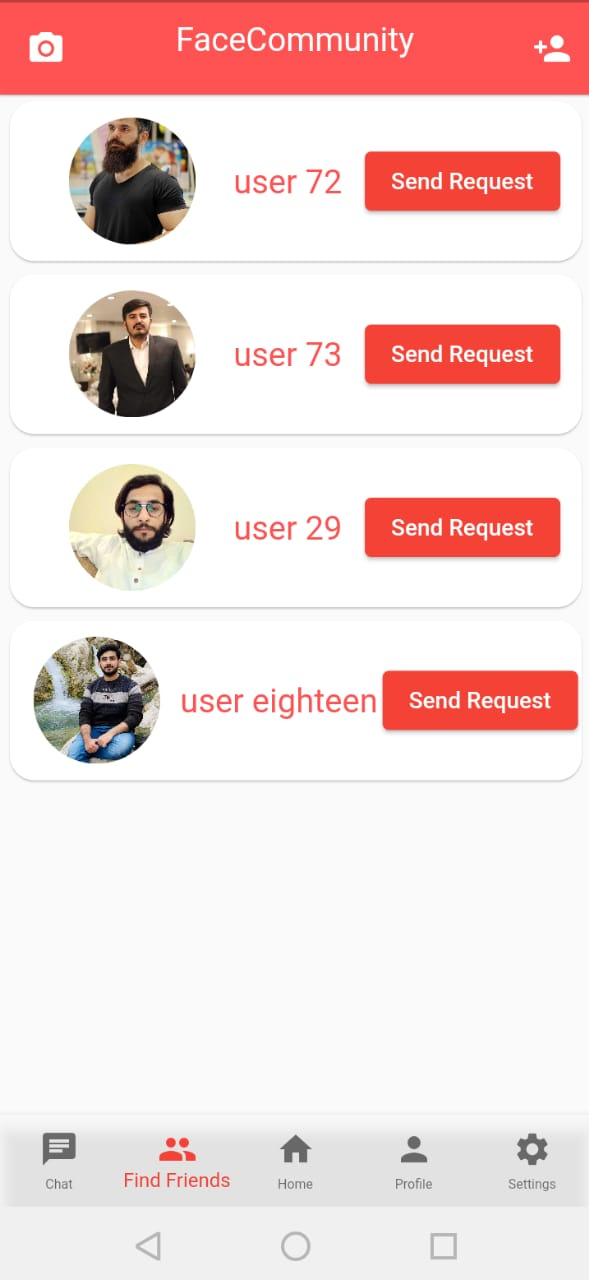 FaceCommunity
user 72 Send Request
user 73 Send Request
user 29 Send Request
user eighteen Send Request
Chat Find Friends Home Profile Settings